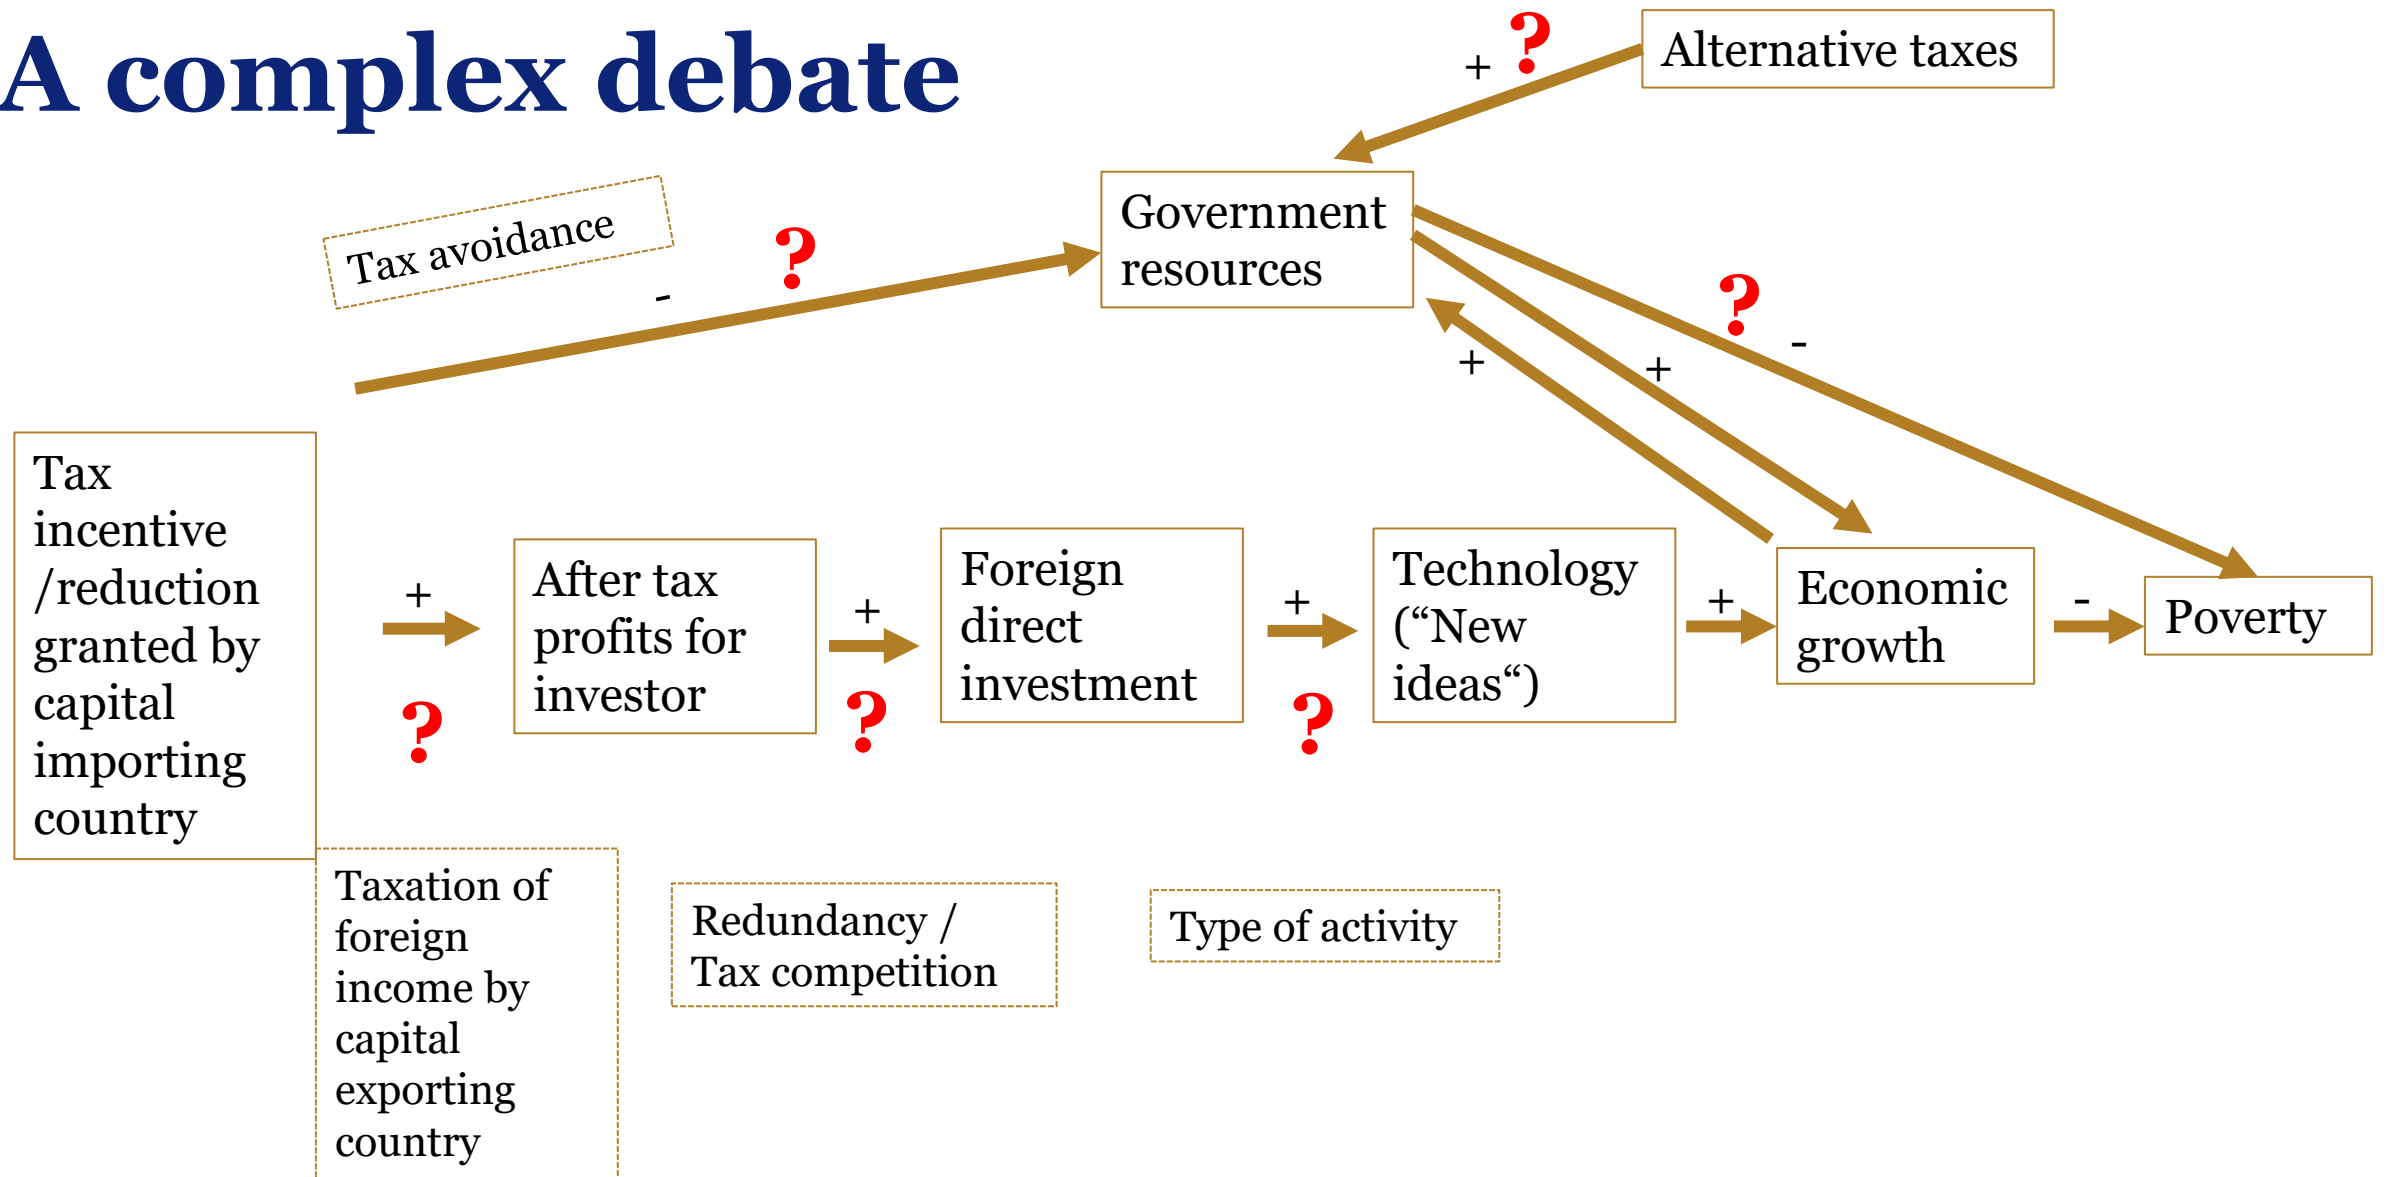 A complex debate
+
?
Alternative taxes
Tax avoidance
-
?
Government
resources
?
-
+
+
Tax
incentive
/reduction
granted by
capital
importing
country
+
?
After tax
profits for
investor
+
?
Foreign
direct
investment
+
?
Technology
(“New
ideas“)
+
Economic
growth
-
Poverty
Taxation of
foreign
income by
capital
exporting
country
Redundancy /
Tax competition
Type of activity